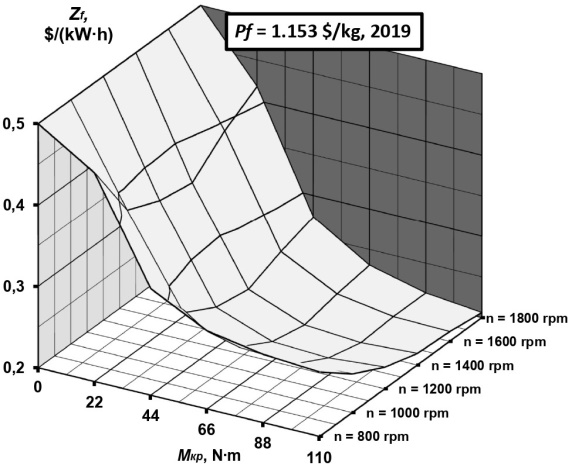 Zf,
$/(kW·h)
Pf = 1.153 $/kg, 2019
0,5
0,4
0,3
0,2
0
22
44
66
88
110
Mкр, N·m
n = 1800 rpm
n = 1600 rpm
n = 1400 rpm
n = 1200 rpm
n = 1000 rpm
n = 800 rpm